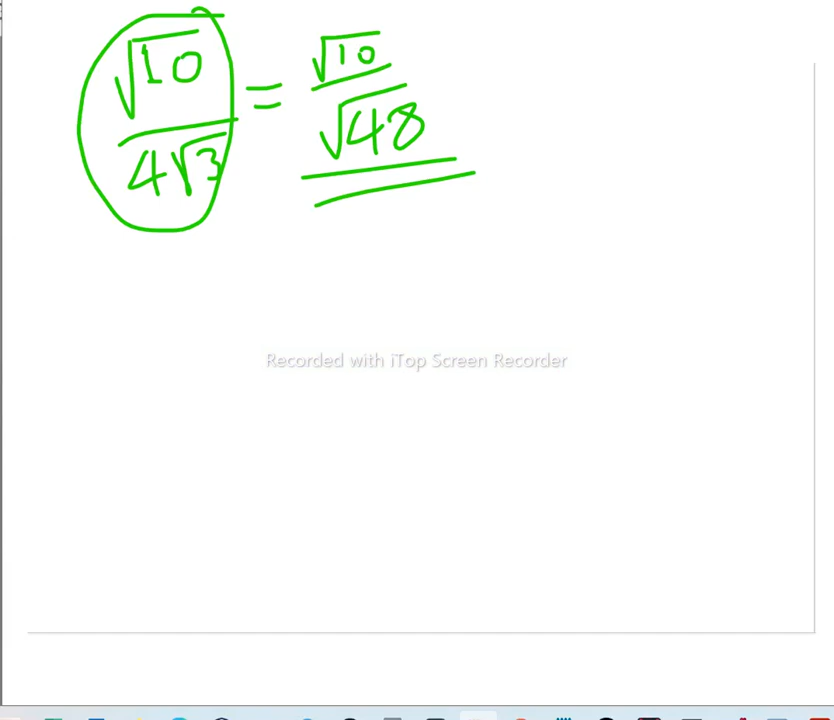 √10 / 4√3 = √10 / √48
Recorded with iTop Screen Recorder